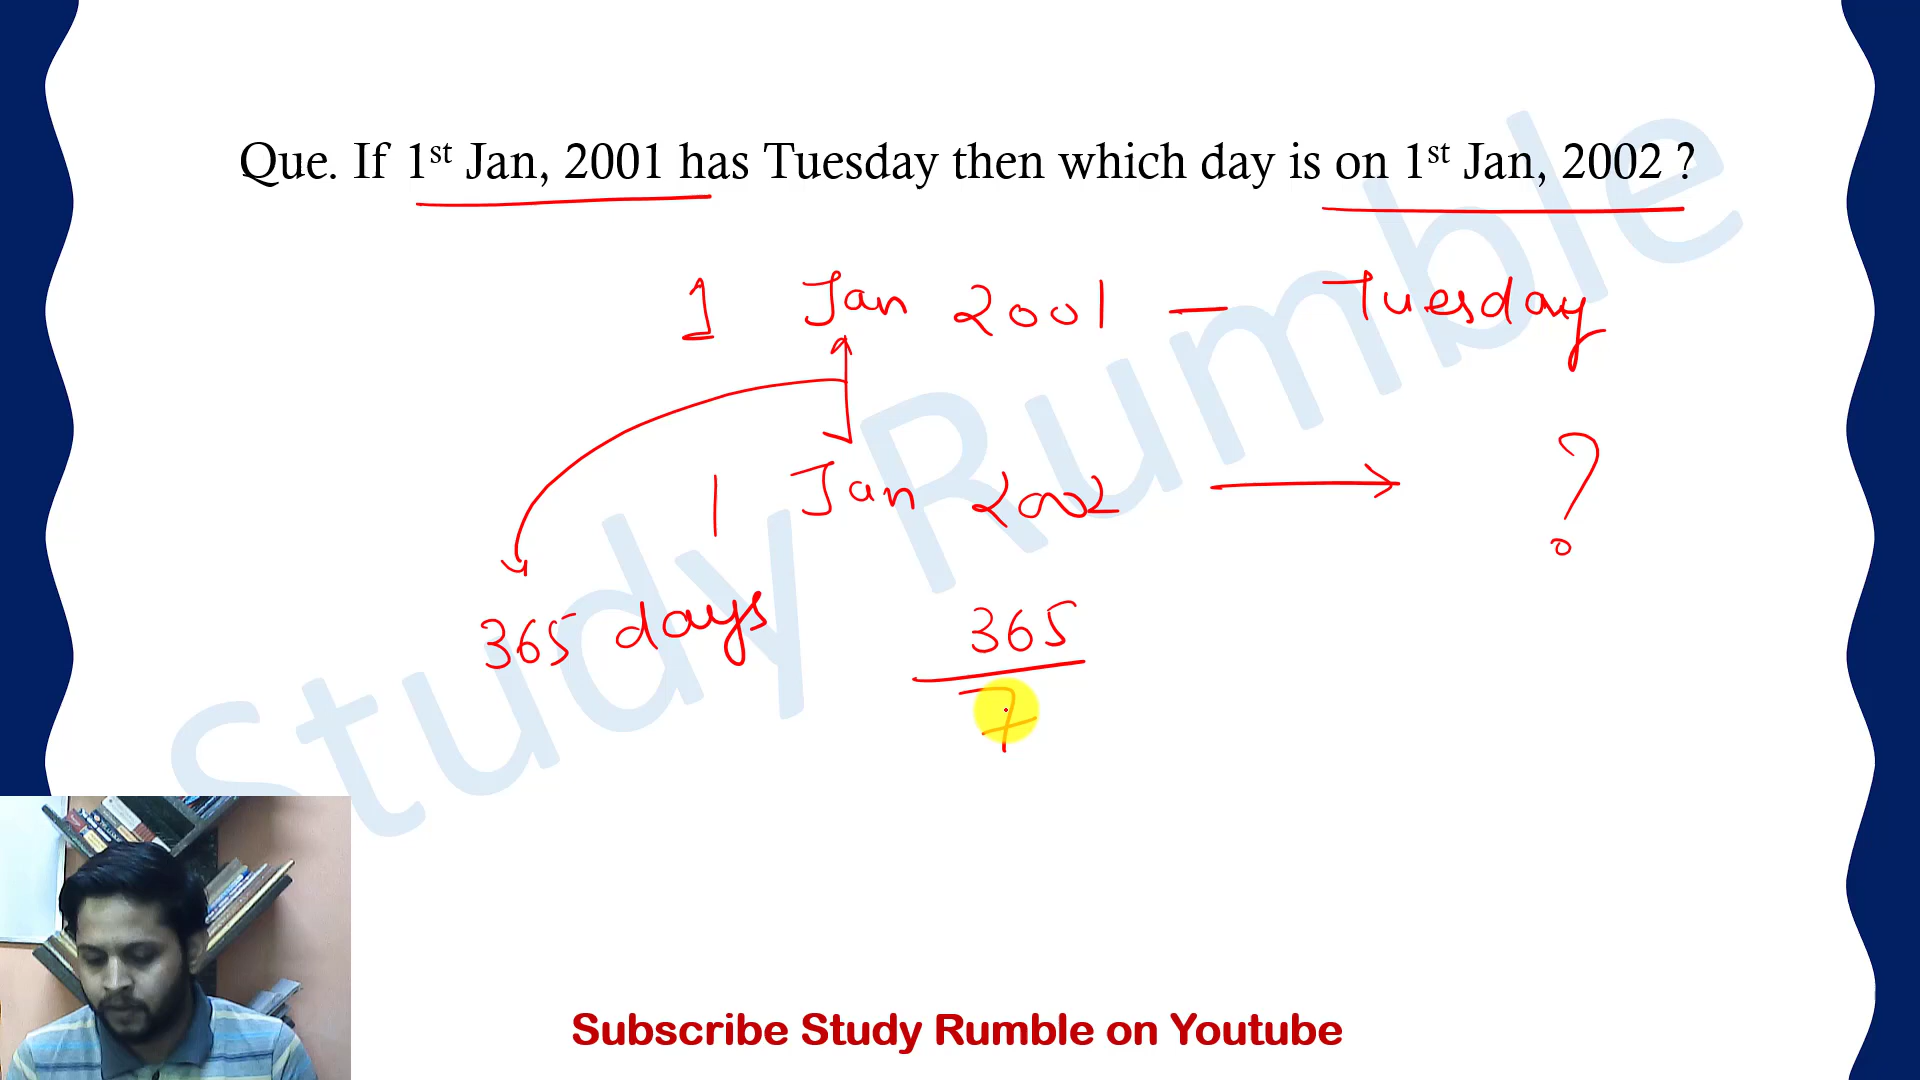 Que. If 1st Jan, 2001 has Tuesday then which day is on 1st Jan, 2002 ?
1 Jan 2001 — Tuesday
1 Jan 2002 → ?
365 days
365
7
Study Rumble
Subscribe Study Rumble on Youtube